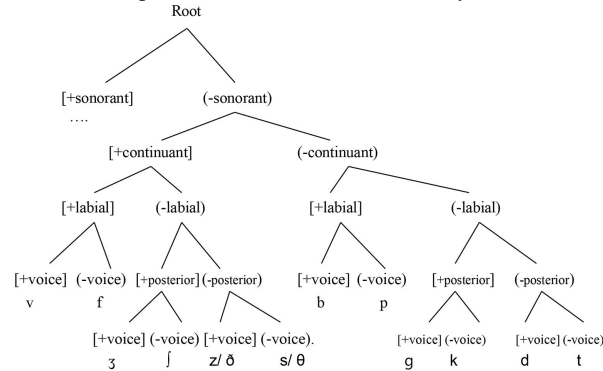 Root
[+sonorant] (-sonorant)
....
[+continuant] (-continuant)
[+labial] (-labial) [+labial] (-labial)
[+voice] (-voice) [+posterior] (-posterior) [+voice] (-voice) [+posterior] (-posterior)
v f b p
[+voice] (-voice) [+voice] (-voice). [+voice] (-voice) [+voice] (-voice)
ʒ ʃ z/ ð s/ θ g k d t